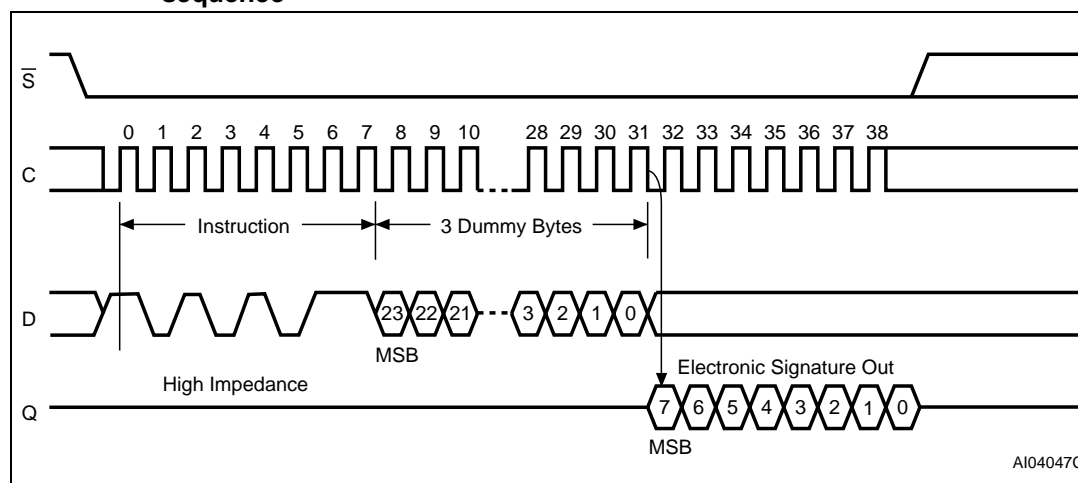 sequence
S
0 1 2 3 4 5 6 7 8 9 10 28 29 30 31 32 33 34 35 36 37 38
C
Instruction 3 Dummy Bytes
D 23 22 21 3 2 1 0
MSB
Electronic Signature Out
High Impedance
Q 7 6 5 4 3 2 1 0
MSB